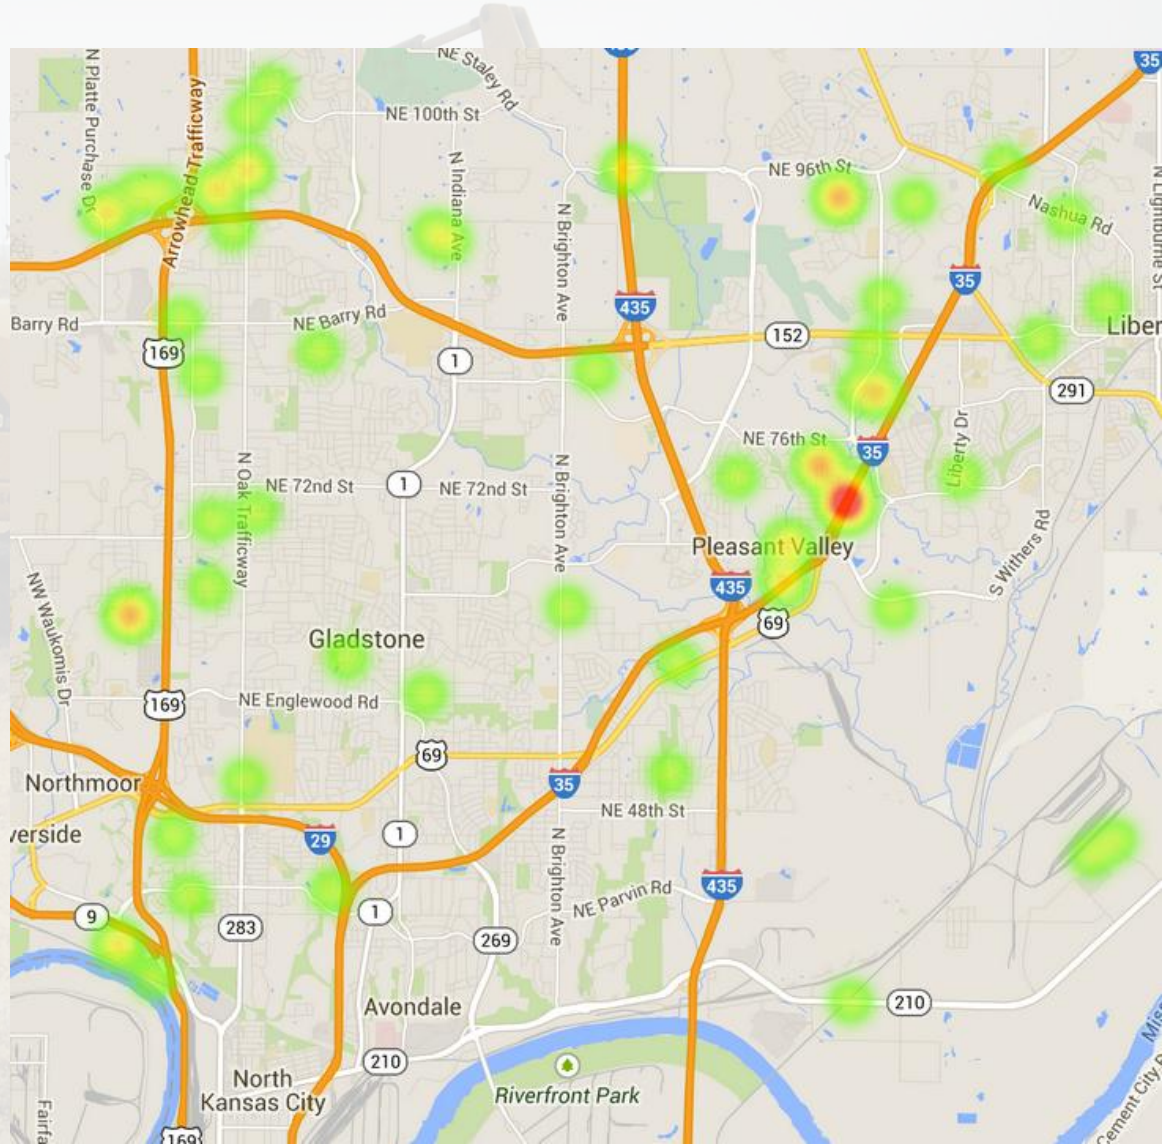 35
N Platte Purchase Dr
Arrowhead Trafficway
NE Staley Rd
NE 100th St
N Indiana Ave
N Brighton Ave
NE 96th St
Nashua Rd
N Lightburne St
35
435
Barry Rd
NE Barry Rd
169
1
152
Liber
291
NE 76th St
35
Liberty Dr
N Oak Trafficway
NE 72nd St
1
NE 72nd St
N Brighton Ave
Pleasant Valley
435
S Withers Rd
NW Waukomis Dr
Gladstone
69
169
NE Englewood Rd
69
Northmoor
35
NE 48th St
verside
29
1
N Brighton Ave
435
NE Parvin Rd
9
1
283
269
Avondale
210
210
North
Kansas City
Riverfront Park
Fairfa
169
Miss
Cement City R